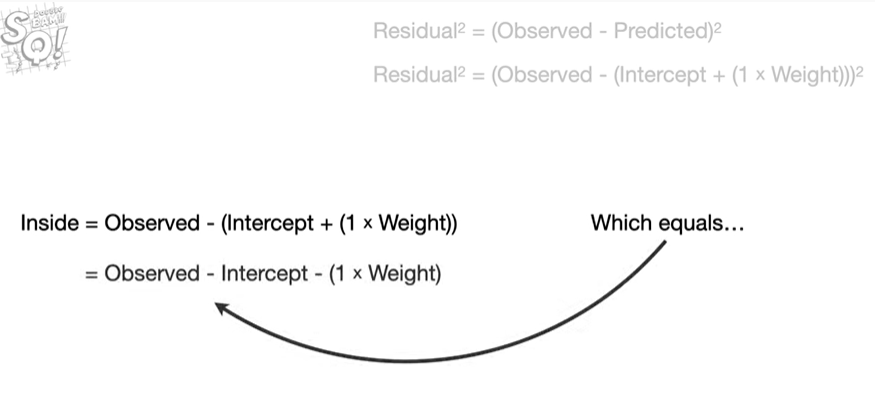 SQ!
Residual² = (Observed - Predicted)²
Residual² = (Observed - (Intercept + (1 × Weight)))²
Inside = Observed - (Intercept + (1 × Weight))
Which equals...
= Observed - Intercept - (1 × Weight)